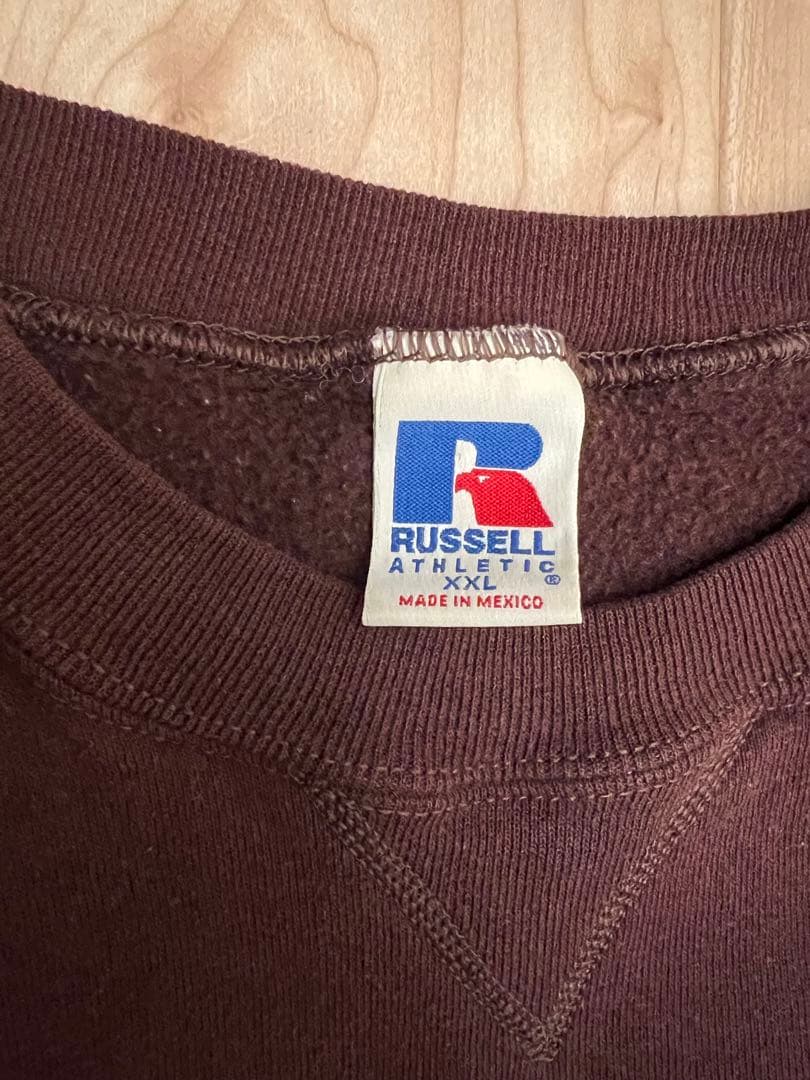 RUSSELL
ATHLETIC
XXL ®
MADE IN MEXICO